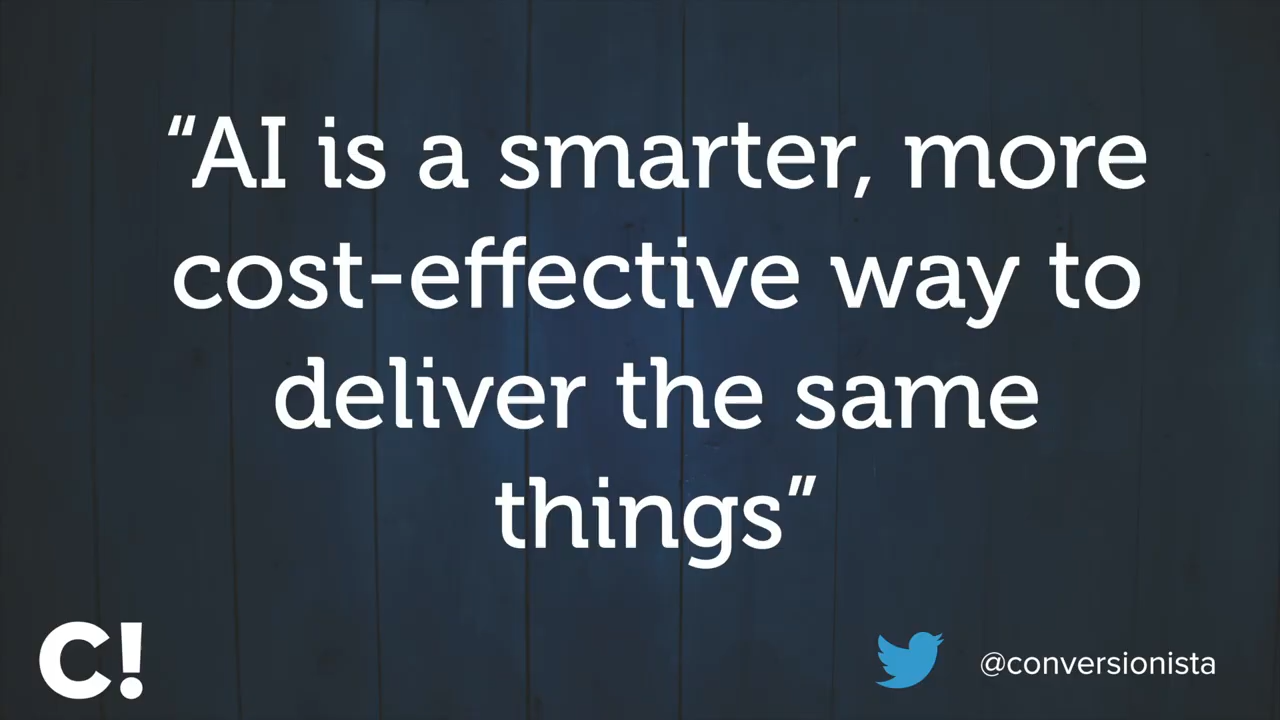 “AI is a smarter, more
cost-effective way to
deliver the same
things”
C!
@conversionista